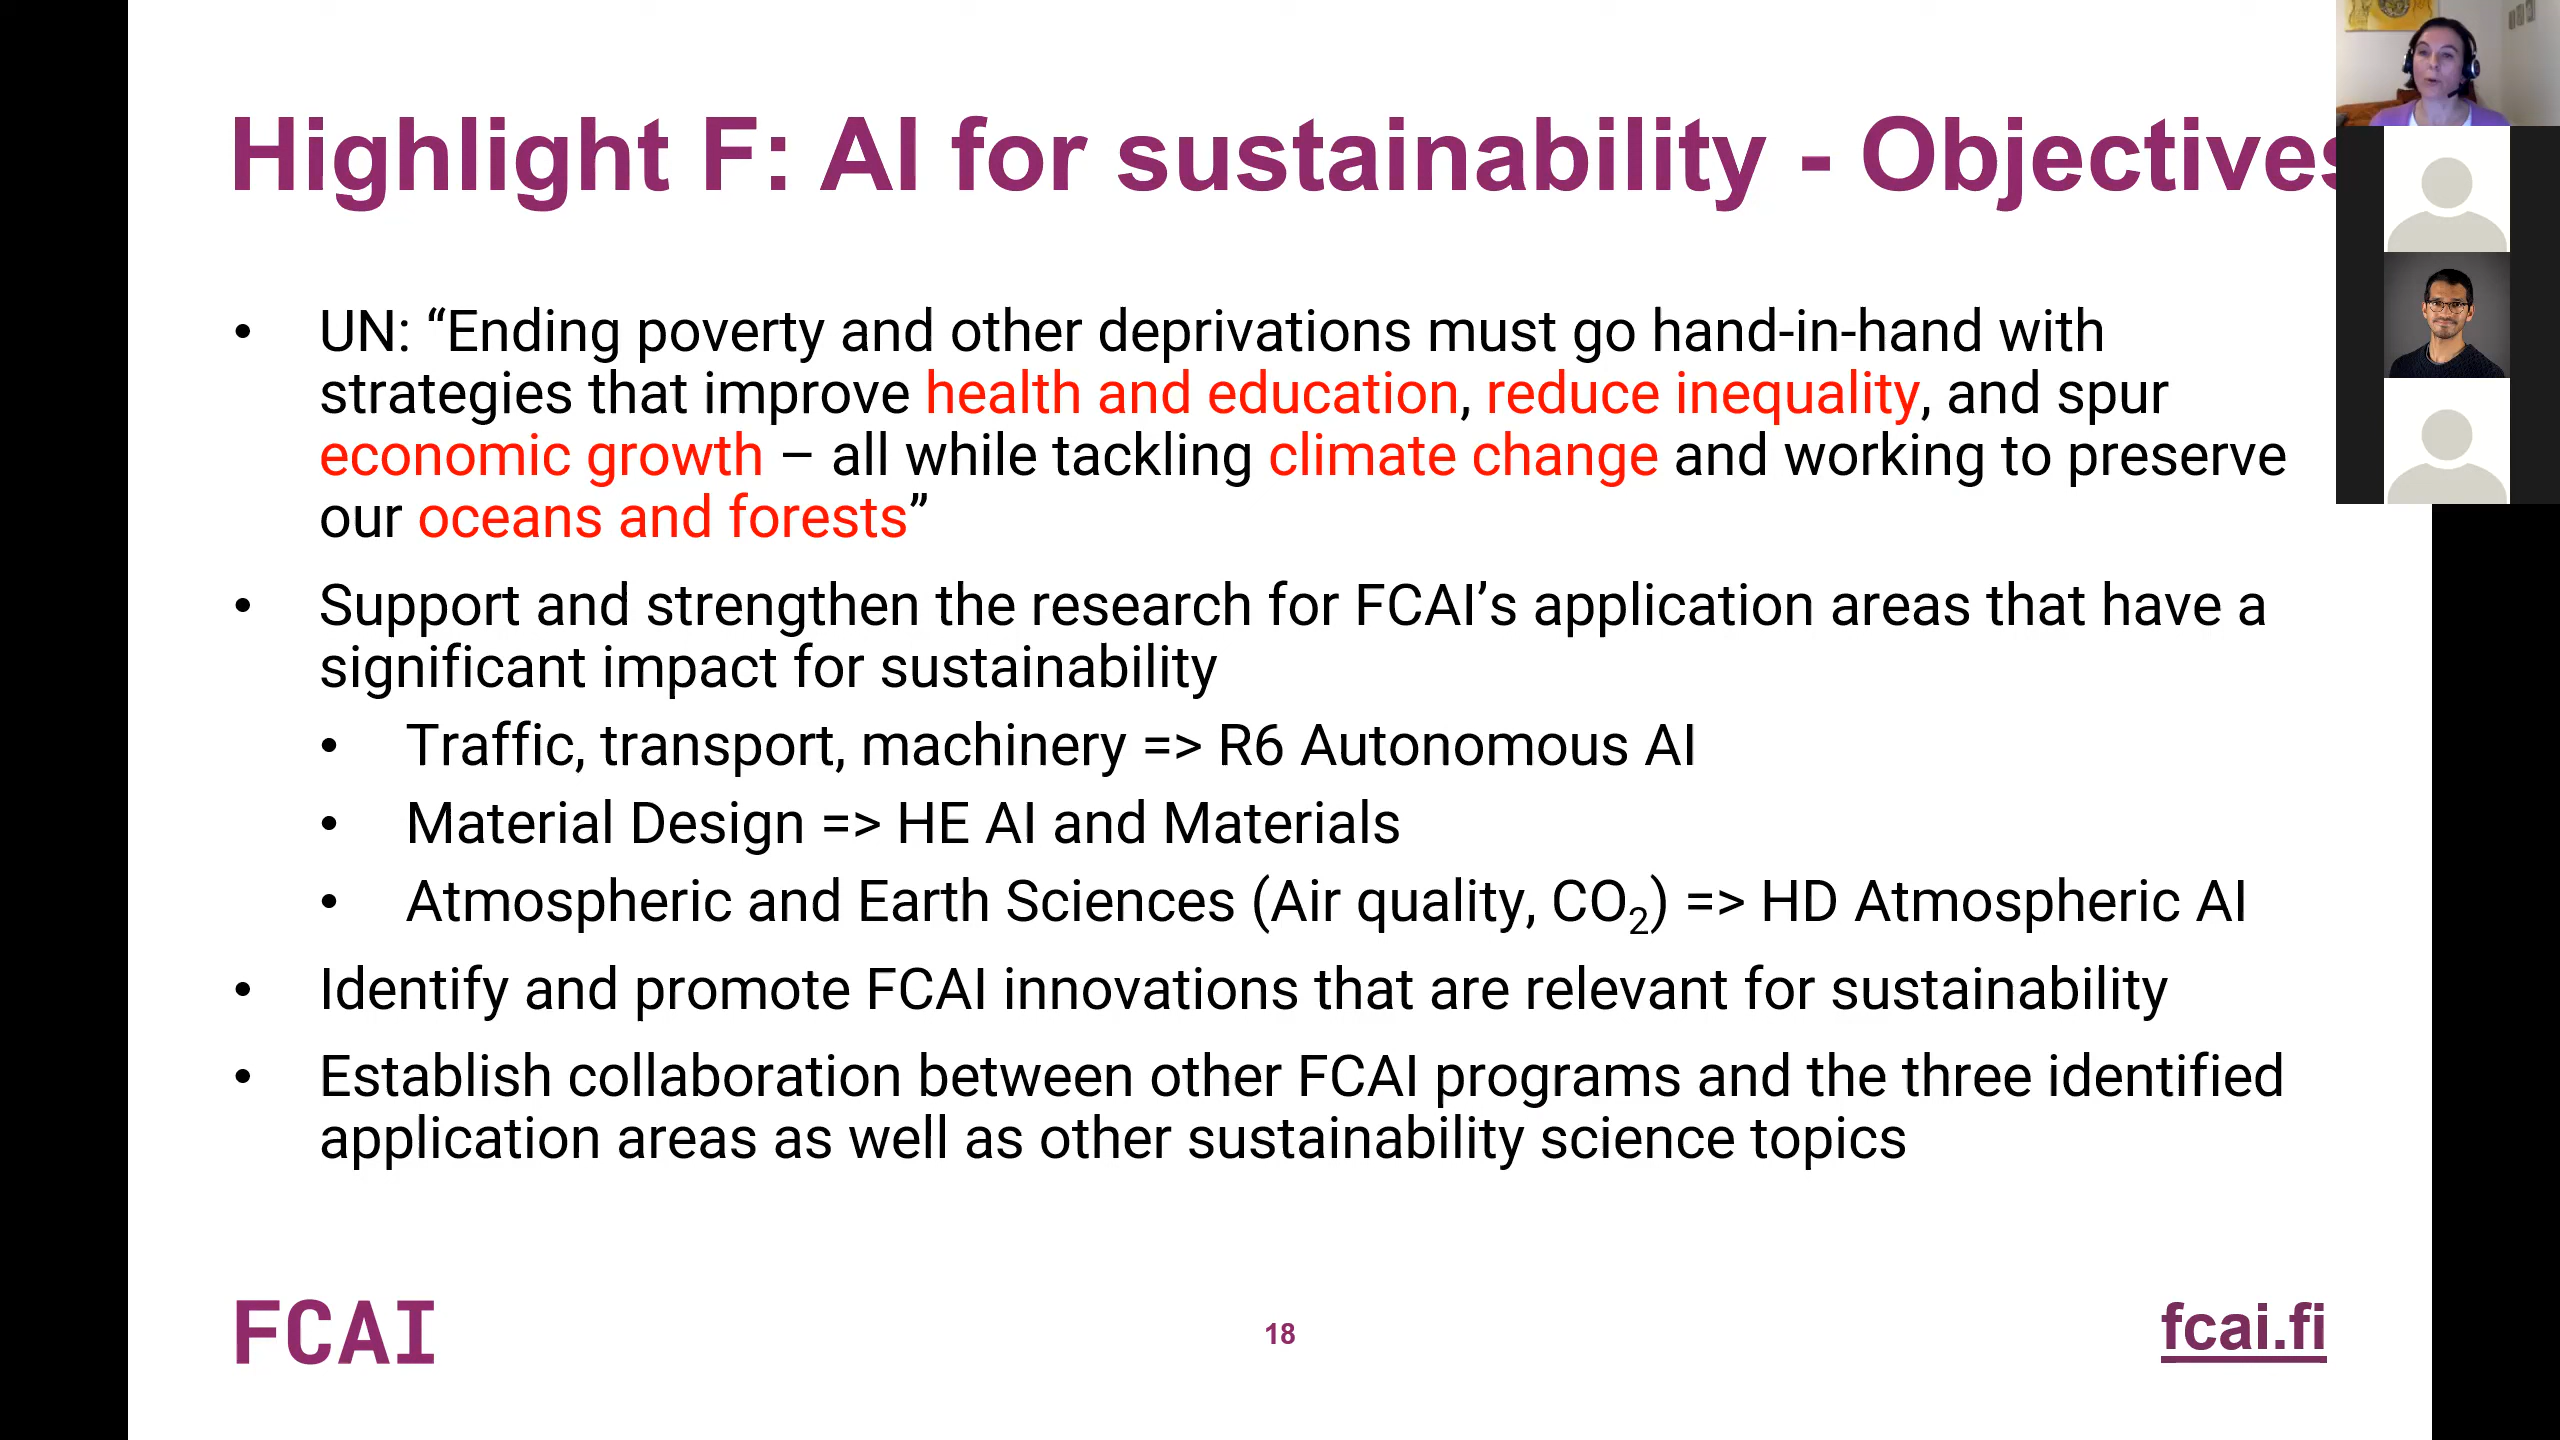 Highlight F: AI for sustainability - Objectives
• UN: “Ending poverty and other deprivations must go hand-in-hand with
strategies that improve health and education, reduce inequality, and spur
economic growth – all while tackling climate change and working to preserve
our oceans and forests”
• Support and strengthen the research for FCAI’s application areas that have a
significant impact for sustainability
• Traffic, transport, machinery => R6 Autonomous AI
• Material Design => HE AI and Materials
• Atmospheric and Earth Sciences (Air quality, CO₂) => HD Atmospheric AI
• Identify and promote FCAI innovations that are relevant for sustainability
• Establish collaboration between other FCAI programs and the three identified
application areas as well as other sustainability science topics
FCAI
18
fcai.fi